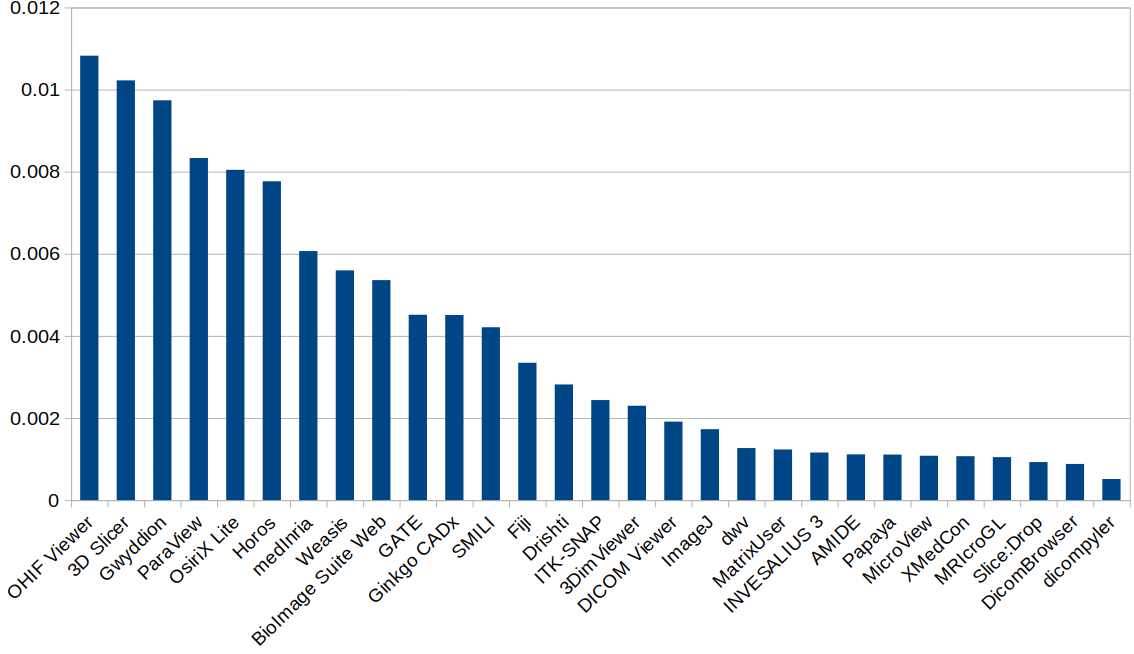 0.012
0.01
0.008
0.006
0.004
0.002
0
OHIF Viewer
3D Slicer
Gwyddion
ParaView
OsiriX Lite
Horos
medInria
Weasis
BioImage Suite Web
GATE
Ginkgo CADx
SMILI
Fiji
Drishti
ITK-SNAP
3DimViewer
DICOM Viewer
ImageJ
dwv
MatrixUser
INVESALIUS 3
AMIDE
Papaya
MicroView
XMedCon
MRIcroGL
Slice:Drop
DicomBrowser
dicompyler